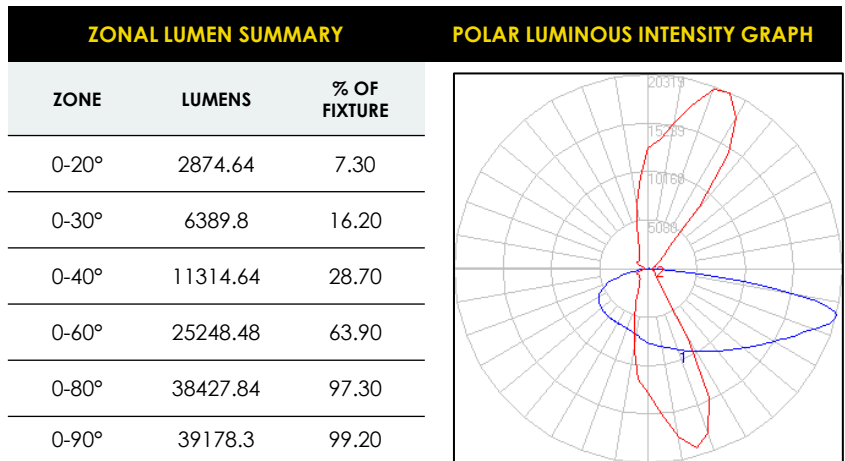 ZONAL LUMEN SUMMARY
POLAR LUMINOUS INTENSITY GRAPH
ZONE LUMENS % OF FIXTURE
0-20° 2874.64 7.30
0-30° 6389.8 16.20
0-40° 11314.64 28.70
0-60° 25248.48 63.90
0-80° 38427.84 97.30
0-90° 39178.3 99.20
20319
10160
2
1